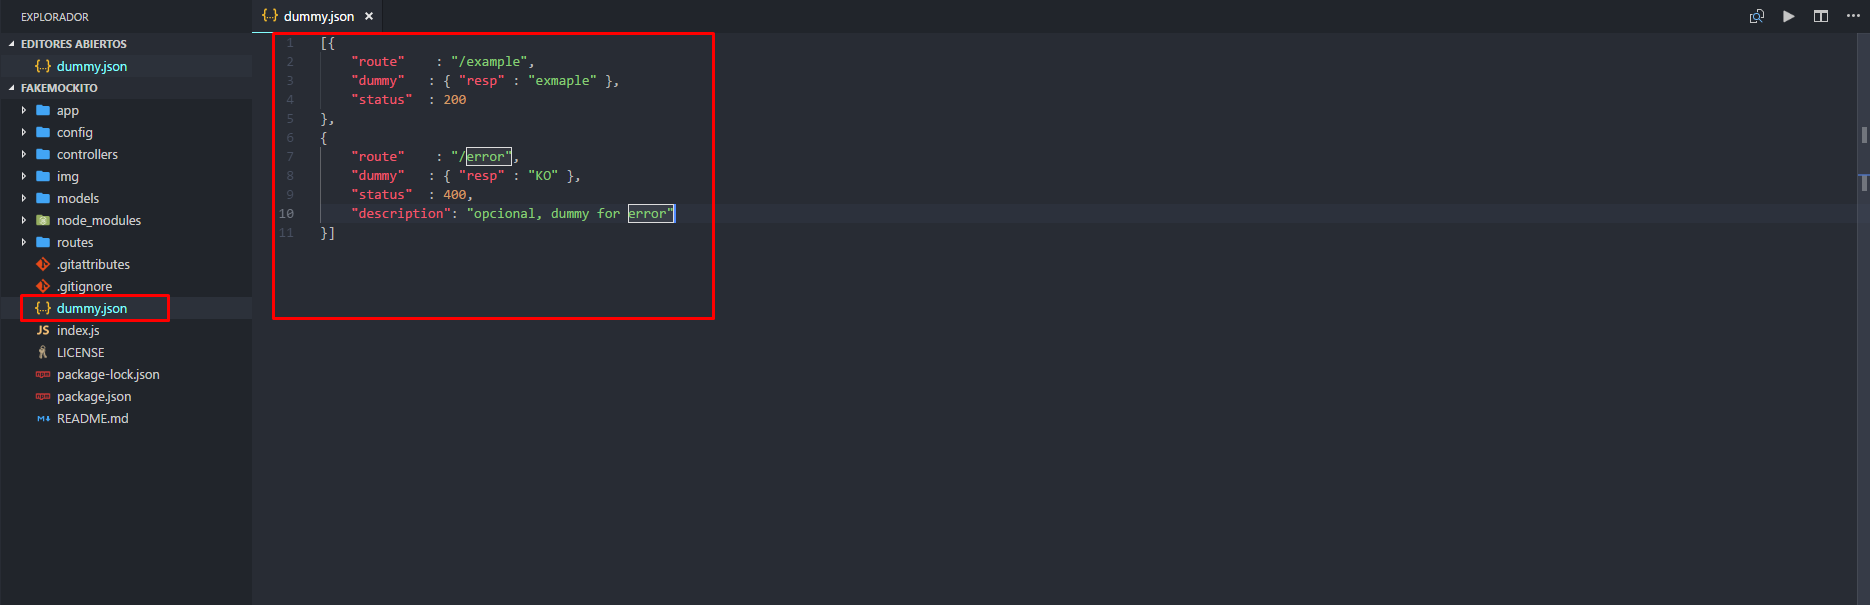 EXPLORADOR
EDITORES ABIERTOS
dummy.json
FAKEMOCKITO
app
config
controllers
img
models
node_modules
routes
.gitattributes
.gitignore
dummy.json
JS index.js
LICENSE
package-lock.json
package.json
README.md
dummy.json
1 [{
2 "route" : "/example",
3 "dummy" : { "resp" : "exmaple" },
4 "status" : 200
5 },
6 {
7 "route" : "/error",
8 "dummy" : { "resp" : "KO" },
9 "status" : 400,
10 "description": "opcional, dummy for error"
11 }]